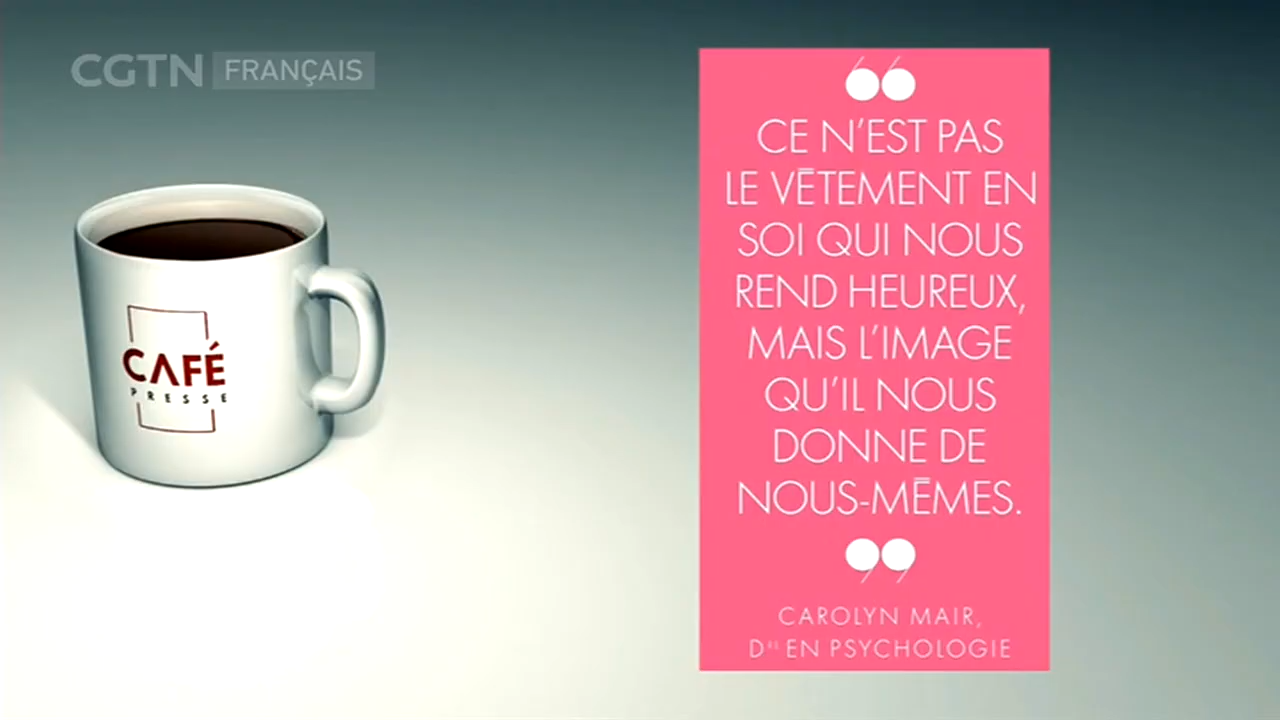 CGTN FRANÇAIS
CAFÉ
PRESSE
“
CE N’EST PAS
LE VÊTEMENT EN
SOI QUI NOUS
REND HEUREUX,
MAIS L’IMAGE
QU’IL NOUS
DONNE DE
NOUS-MÊMES.
”
CAROLYN MAIR,
Dʳᵉ EN PSYCHOLOGIE